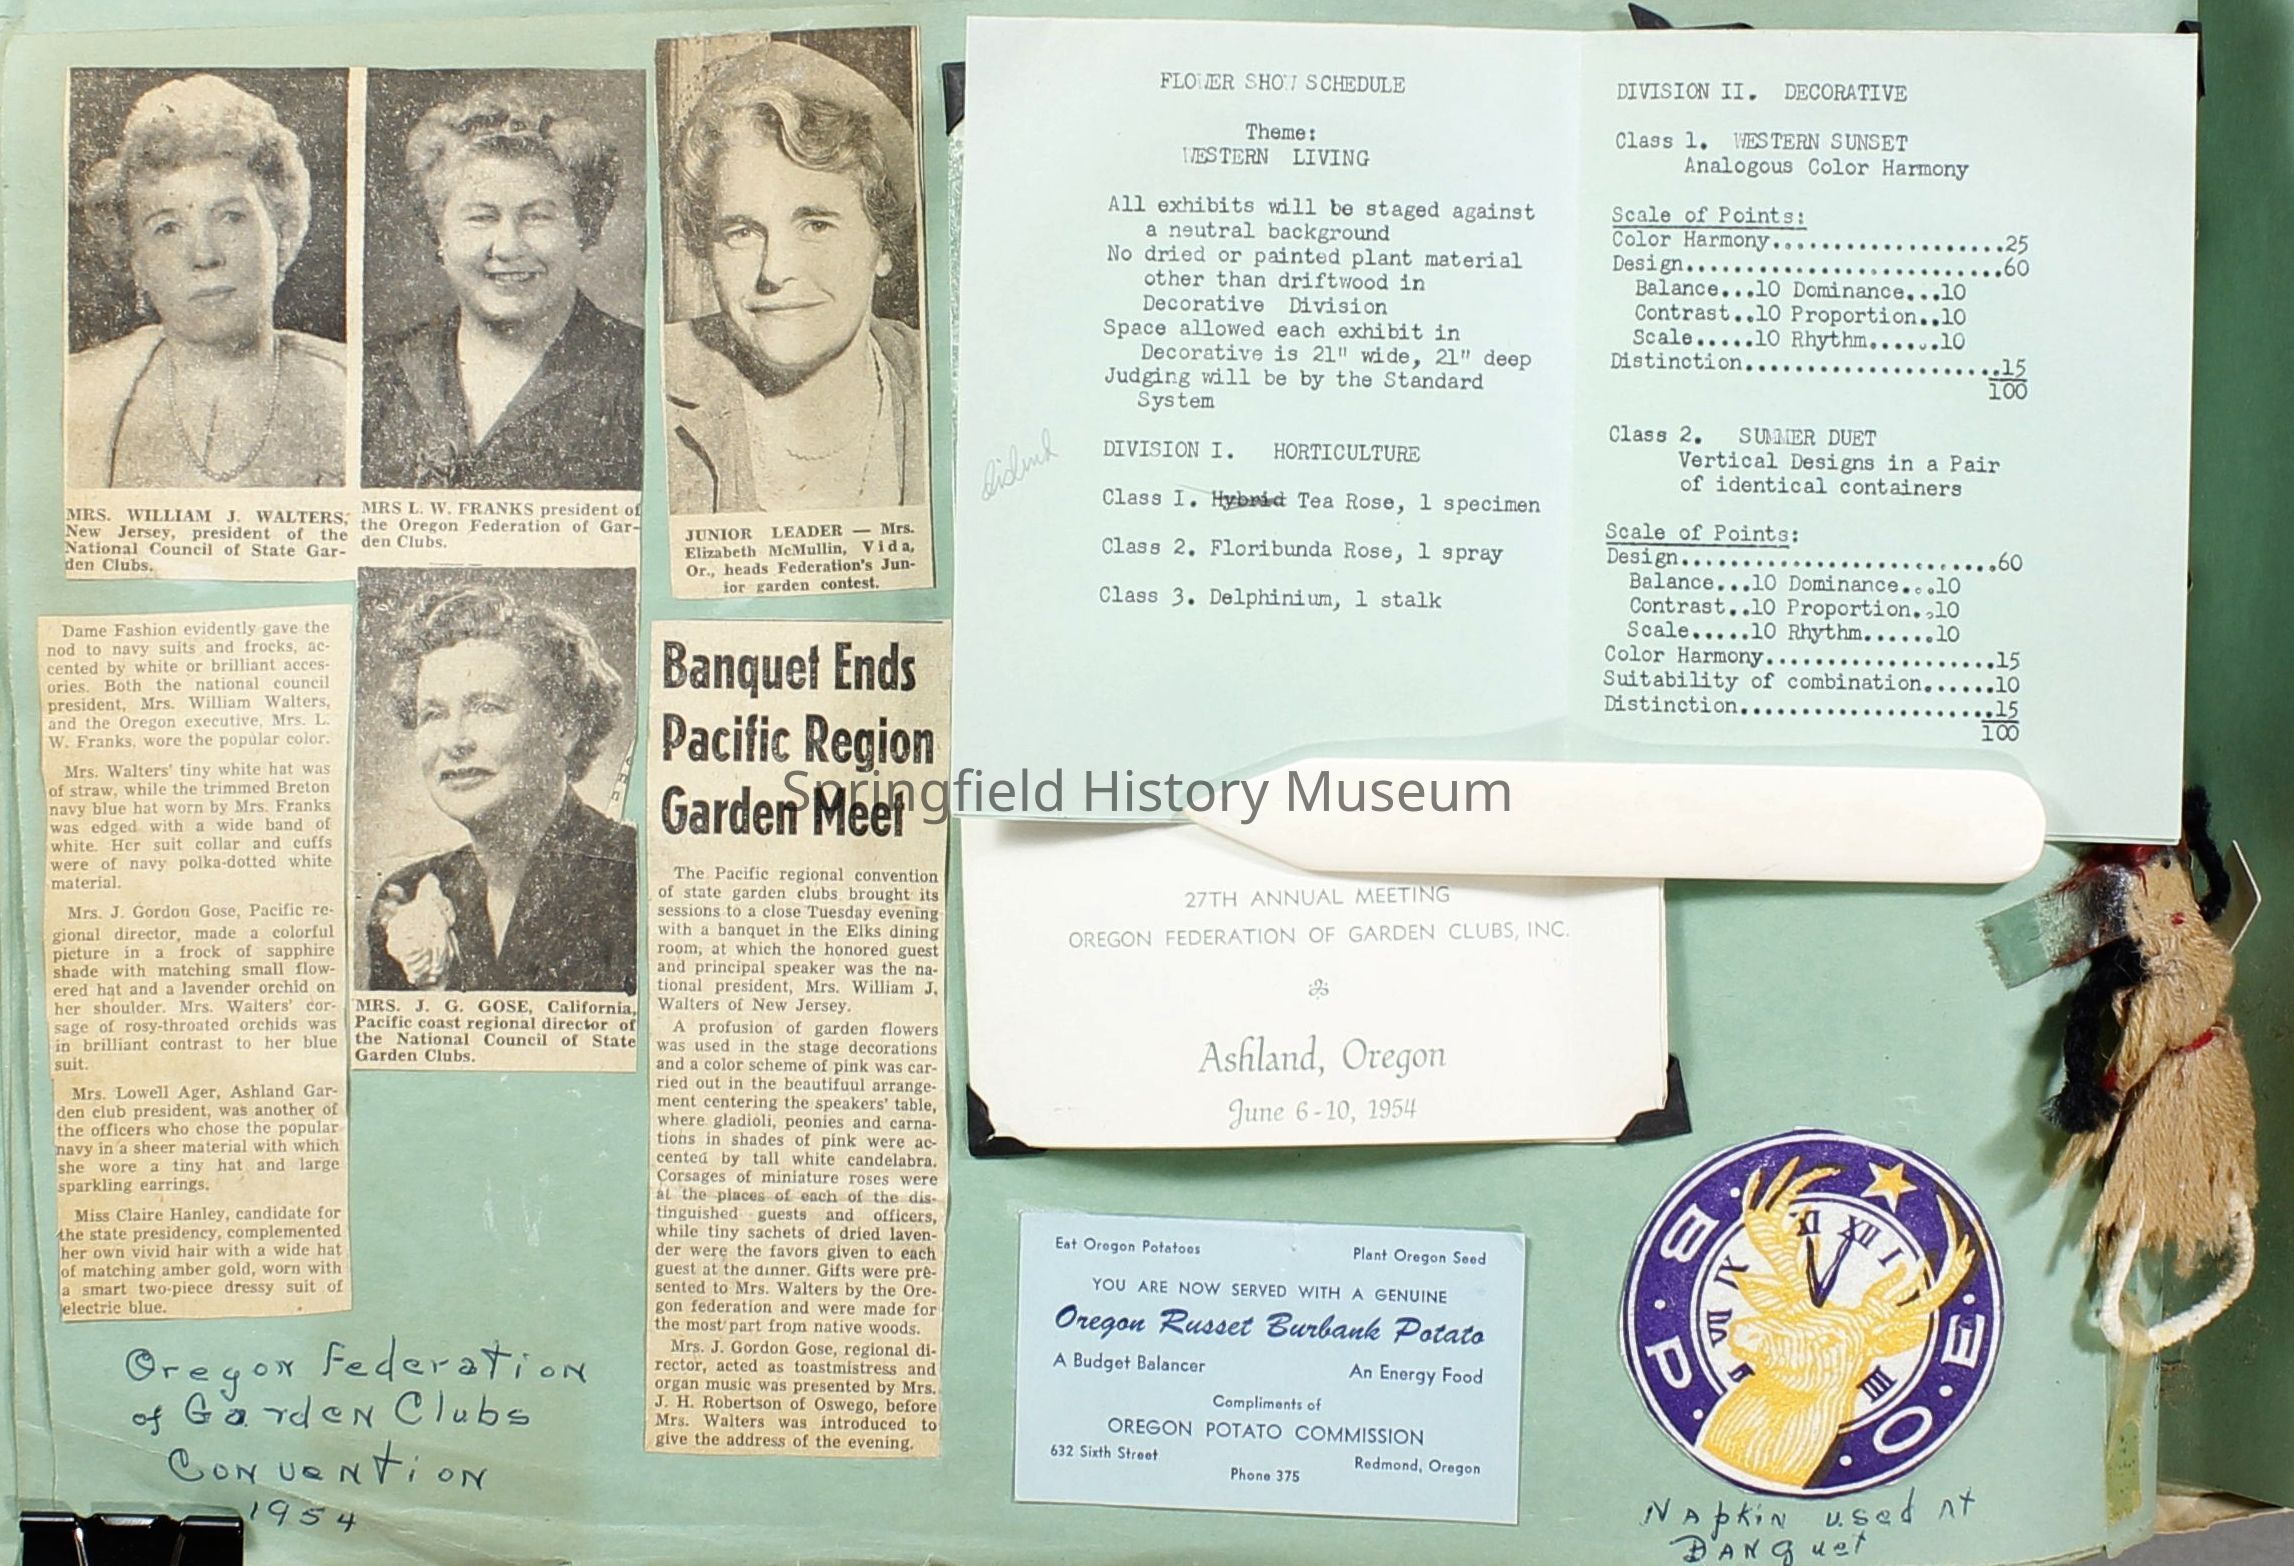 MRS. WILLIAM J. WALTERS,
New Jersey, president of the
National Council of State Gar-
den Clubs.
MRS L. W. FRANKS president of
the Oregon Federation of Gar-
den Clubs.
JUNIOR LEADER — Mrs.
Elizabeth McMullin, Vida,
Or., heads Federation's Jun-
ior garden contest.
Dame Fashion evidently gave the
nod to navy suits and frocks, ac-
cented by white or brilliant acces-
ories. Both the national council
president, Mrs. William Walters,
and the Oregon executive, Mrs. L.
W. Franks, wore the popular color.
Mrs. Walters' tiny white hat was
of straw, while the trimmed Breton
navy blue hat worn by Mrs. Franks
was edged with a wide band of
white. Her suit collar and cuffs
were of navy polka-dotted white
material.
Mrs. J. Gordon Gose, Pacific re-
gional director, made a colorful
picture in a frock of sapphire
shade with matching small flow-
ered hat and a lavender orchid on
her shoulder. Mrs. Walters' cor-
sage of rosy-throated orchids was
in brilliant contrast to her blue
suit.
Mrs. Lowell Ager, Ashland Gar-
den club president, was another of
the officers who chose the popular
navy in a sheer material with which
she wore a tiny hat and large
sparkling earrings.
Miss Claire Hanley, candidate for
the state presidency, complemented
her own vivid hair with a wide hat
of matching amber gold, worn with
a smart two-piece dressy suit of
electric blue.
MRS. J. G. GOSE, California,
Pacific coast regional director of
the National Council of State
Garden Clubs.
Oregon Federation
of Garden Clubs
Convention
1954
Banquet Ends
Pacific Region
Garden Meet
The Pacific regional convention
of state garden clubs brought its
sessions to a close Tuesday evening
with a banquet in the Elks dining
room, at which the honored guest
and principal speaker was the na-
tional president, Mrs. William J.
Walters of New Jersey.
A profusion of garden flowers
was used in the stage decorations
and a color scheme of pink was car-
ried out in the beautifuul arrange-
ment centering the speakers' table,
where gladioli, peonies and carna-
tions in shades of pink were ac-
cented by tall white candelabra.
Corsages of miniature roses were
at the places of each of the dis-
tinguished guests and officers,
while tiny sachets of dried laven-
der were the favors given to each
guest at the dinner. Gifts were pre-
sented to Mrs. Walters by the Ore-
gon federation and were made for
the most part from native woods.
Mrs. J. Gordon Gose, regional di-
rector, acted as toastmistress and
organ music was presented by Mrs.
J. H. Robertson of Oswego, before
Mrs. Walters was introduced to
give the address of the evening.
FLOWER SHOW SCHEDULE
Theme:
WESTERN LIVING
All exhibits will be staged against
a neutral background
No dried or painted plant material
other than driftwood in
Decorative Division
Space allowed each exhibit in
Decorative is 21" wide, 21" deep
Judging will be by the Standard
System
DIVISION I. HORTICULTURE
Class I. Hybrid Tea Rose, 1 specimen
Class 2. Floribunda Rose, 1 spray
Class 3. Delphinium, 1 stalk
DIVISION II. DECORATIVE
Class 1. WESTERN SUNSET
Analogous Color Harmony
Scale of Points:
Color Harmony...................25
Design..........................60
Balance...10 Dominance...10
Contrast..10 Proportion..10
Scale.....10 Rhythm......10
Distinction.....................15
100
Class 2. SUMMER DUET
Vertical Designs in a Pair
of identical containers
Scale of Points:
Design..........................60
Balance...10 Dominance...10
Contrast..10 Proportion..10
Scale.....10 Rhythm......10
Color Harmony...................15
Suitability of combination......10
Distinction.....................15
100
Springfield History Museum
27TH ANNUAL MEETING
OREGON FEDERATION OF GARDEN CLUBS, INC.
Ashland, Oregon
June 6-10, 1954
Eat Oregon Potatoes
Plant Oregon Seed
YOU ARE NOW SERVED WITH A GENUINE
Oregon Russet Burbank Potato
A Budget Balancer
An Energy Food
Compliments of
OREGON POTATO COMMISSION
632 Sixth Street
Phone 375
Redmond, Oregon
B P O E
Napkin used at
Banquet